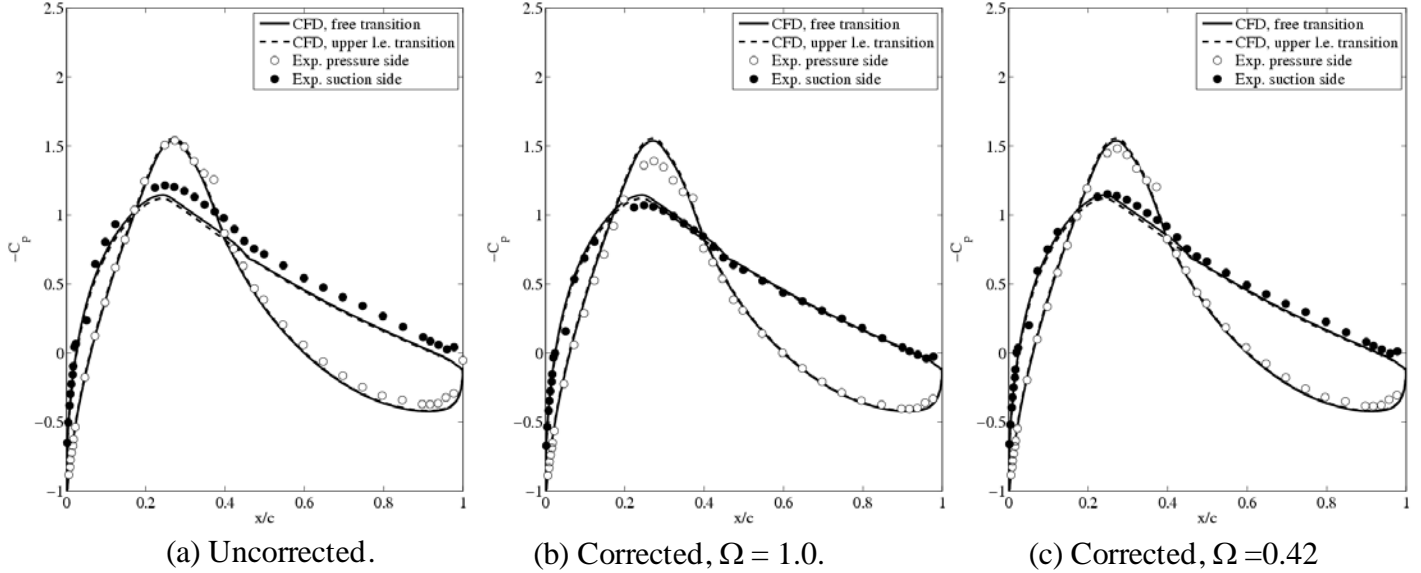 2.5
2
1.5
1
0.5
0
−0.5
−1
−C_p
0 0.2 0.4 0.6 0.8 1
x/c
CFD, free transition
CFD, upper l.e. transition
Exp. pressure side
Exp. suction side
(a) Uncorrected.
2.5
2
1.5
1
0.5
0
−0.5
−1
−C_p
0 0.2 0.4 0.6 0.8 1
x/c
CFD, free transition
CFD, upper l.e. transition
Exp. pressure side
Exp. suction side
(b) Corrected, Ω = 1.0.
2.5
2
1.5
1
0.5
0
−0.5
−1
−C_p
0 0.2 0.4 0.6 0.8 1
x/c
CFD, free transition
CFD, upper l.e. transition
Exp. pressure side
Exp. suction side
(c) Corrected, Ω =0.42